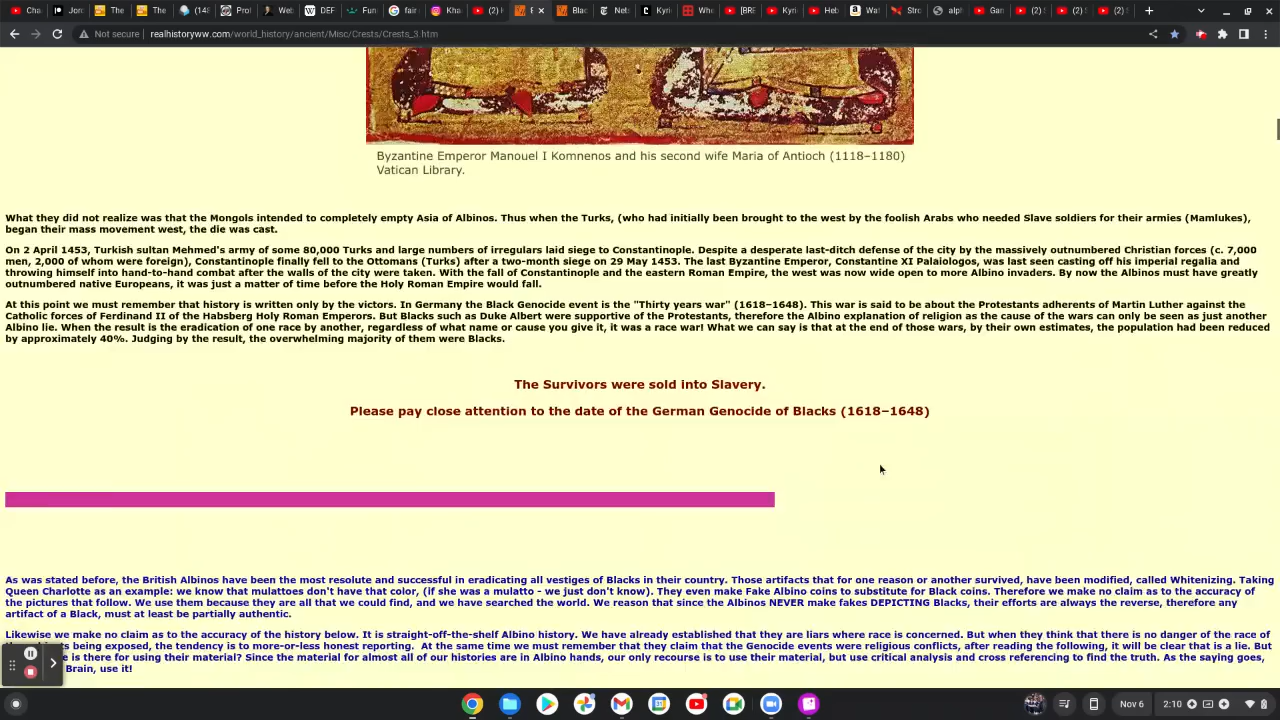 Cha
Jorc
The
The
(148
Prot
Web
DEF
Fun
far
Inst
Kha
(2) H
E
Blac
Nets
Kyri
Who
[BRE
Kyri
Heb
Wat
Stro
alph
Gan
(2) S
(2) S
(2) S
Not secure
realhistoryww.com/world_history/ancient/Misc/Crests/Crests_3.htm
Byzantine Emperor Manouel I Komnenos and his second wife Maria of Antioch (1118–1180)
Vatican Library.
What they did not realize was that the Mongols intended to completely empty Asia of Albinos. Thus when the Turks, (who had initially been brought to the west by the foolish Arabs who needed Slave soldiers for their armies (Mamlukes),
began their mass movement west, the die was cast.
On 2 April 1453, Turkish sultan Mehmed's army of some 80,000 Turks and large numbers of irregulars laid siege to Constantinople. Despite a desperate last-ditch defense of the city by the massively outnumbered Christian forces (c. 7,000
men, 2,000 of whom were foreign), Constantinople finally fell to the Ottomans (Turks) after a two-month siege on 29 May 1453. The last Byzantine Emperor, Constantine XI Palaiologos, was last seen casting off his imperial regalia and
throwing himself into hand-to-hand combat after the walls of the city were taken. With the fall of Constantinople and the eastern Roman Empire, the west was now wide open to more Albino invaders. By now the Albinos must have greatly
outnumbered native Europeans, it was just a matter of time before the Holy Roman Empire would fall.
At this point we must remember that history is written only by the victors. In Germany the Black Genocide event is the "Thirty years war" (1618–1648). This war is said to be about the Protestants adherents of Martin Luther against the
Catholic forces of Ferdinand II of the Habsberg Holy Roman Emperors. But Blacks such as Duke Albert were supportive of the Protestants, therefore the Albino explanation of religion as the cause of the wars can only be seen as just another
Albino lie. When the result is the eradication of one race by another, regardless of what name or cause you give it, it was a race war! What we can say is that at the end of those wars, by their own estimates, the population had been reduced
by approximately 40%. Judging by the result, the overwhelming majority of them were Blacks.
The Survivors were sold into Slavery.
Please pay close attention to the date of the German Genocide of Blacks (1618–1648)
As was stated before, the British Albinos have been the most resolute and successful in eradicating all vestiges of Blacks in their country. Those artifacts that for one reason or another survived, have been modified, called Whitenizing. Taking
Queen Charlotte as an example: we know that mulattoes don't have that color, (if she was a mulatto - we just don't know). They even make Fake Albino coins to substitute for Black coins. Therefore we make no claim as to the accuracy of
the pictures that follow. We use them because they are all that we could find, and we have searched the world. We reason that since the Albinos NEVER make fakes DEPICTING Blacks, their efforts are always the reverse, therefore any
artifact of a Black, must at least be partially authentic.
Likewise we make no claim as to the accuracy of the history below. It is straight-off-the-shelf Albino history. We have already established that they are liars where race is concerned. But when they think that there is no danger of the race of
ts being exposed, the tendency is to more-or-less honest reporting. At the same time we must remember that they claim that the Genocide events were religious conflicts, after reading the following, it will be clear that is a lie. But
e is there for using their material? Since the material for almost all of our histories are in Albino hands, our only recourse is to use their material, but use critical analysis and cross referencing to find the truth. As the saying goes,
Brain, use it!
Nov 6
2:10